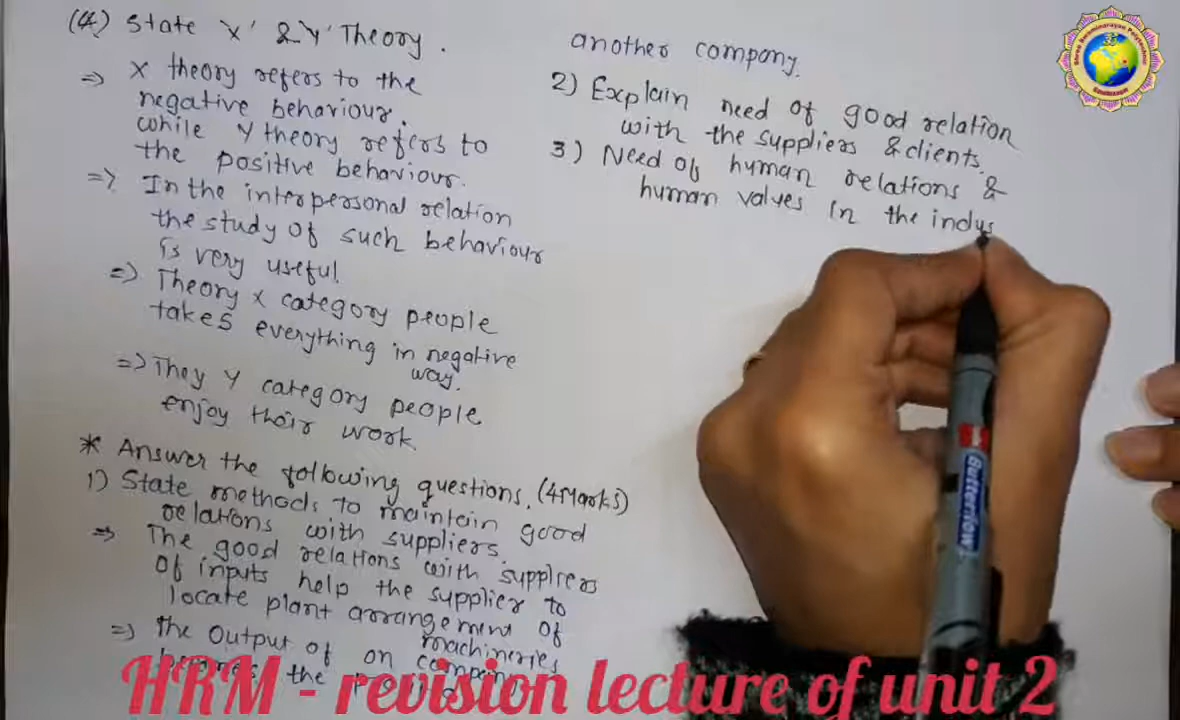 (4) State 'X' & 'Y' Theory.
=> X theory refers to the
negative behaviour.
while Y theory refers to
the positive behaviour.
=> In the interpersonal relation
the study of such behaviour
is very useful
=> Theory X category people
takes everything in negative
way.
=> They Y category people
enjoy their work
* Answer the following questions. (4Marks)
1) State methods to maintain good
relations with suppliers.
=> The good relations with suppliers
of inputs help the supplier to
locate plant arrangement of
machineries
=> the output of on company
the
another company.
2) Explain need of good relation
with the suppliers & clients.
3) Need of human relations &
human values in the indus
HRM - revision lecture of unit 2
Butterflow